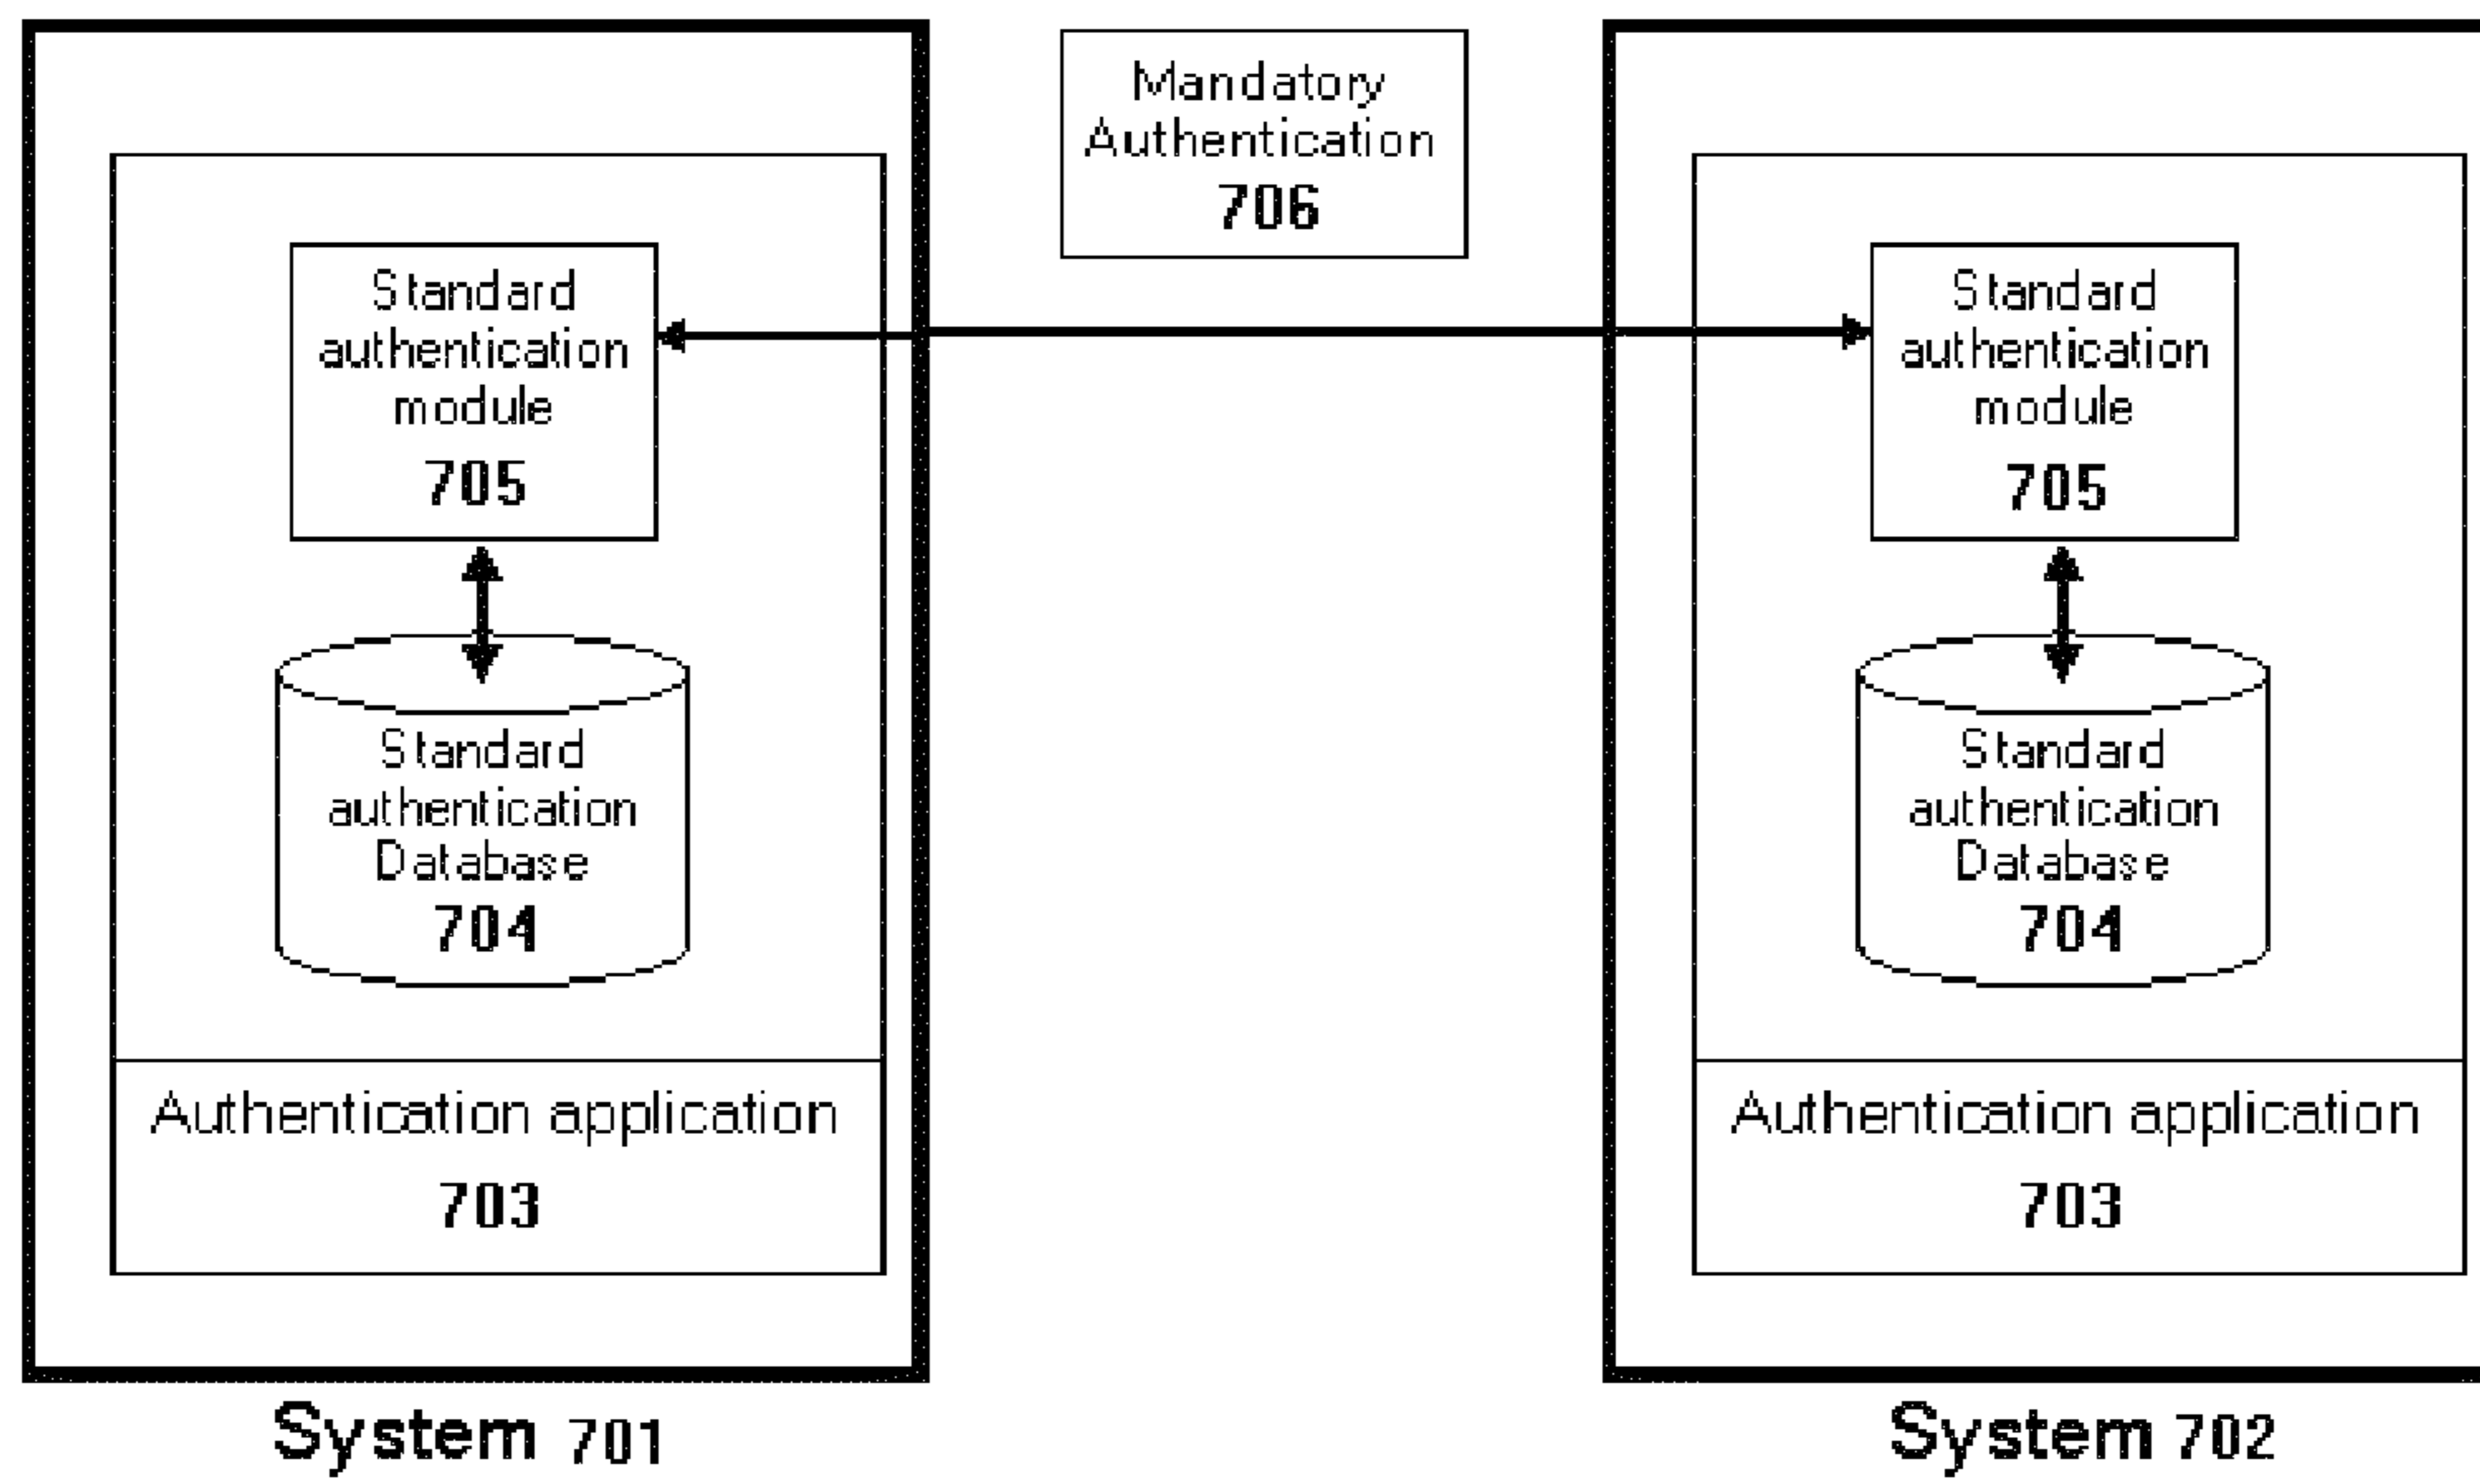 Mandatory
Authentication
706
Standard
authentication
module
705
Standard
authentication
Database
704
Authentication application
703
System 701
Standard
authentication
module
705
Standard
authentication
Database
704
Authentication application
703
System 702